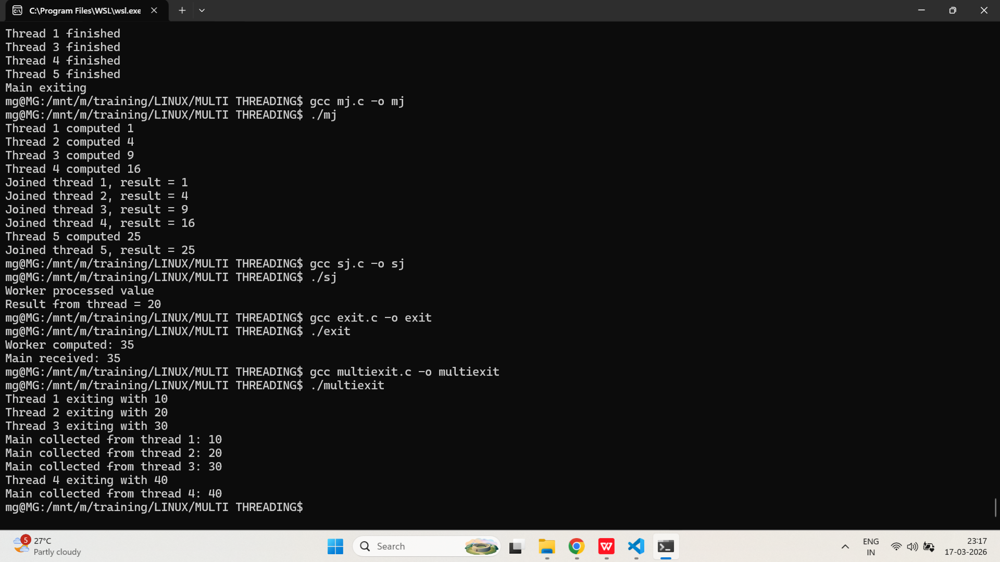 C:\Program Files\WSL\wsl.exe
Thread 1 finished
Thread 3 finished
Thread 4 finished
Thread 5 finished
Main exiting
mg@MG:/mnt/m/training/LINUX/MULTI THREADING$ gcc mj.c -o mj
mg@MG:/mnt/m/training/LINUX/MULTI THREADING$ ./mj
Thread 1 computed 1
Thread 2 computed 4
Thread 3 computed 9
Thread 4 computed 16
Joined thread 1, result = 1
Joined thread 2, result = 4
Joined thread 3, result = 9
Joined thread 4, result = 16
Thread 5 computed 25
Joined thread 5, result = 25
mg@MG:/mnt/m/training/LINUX/MULTI THREADING$ gcc sj.c -o sj
mg@MG:/mnt/m/training/LINUX/MULTI THREADING$ ./sj
Worker processed value
Result from thread = 20
mg@MG:/mnt/m/training/LINUX/MULTI THREADING$ gcc exit.c -o exit
mg@MG:/mnt/m/training/LINUX/MULTI THREADING$ ./exit
Worker computed: 35
Main received: 35
mg@MG:/mnt/m/training/LINUX/MULTI THREADING$ gcc multiexit.c -o multiexit
mg@MG:/mnt/m/training/LINUX/MULTI THREADING$ ./multiexit
Thread 1 exiting with 10
Thread 2 exiting with 20
Thread 3 exiting with 30
Main collected from thread 1: 10
Main collected from thread 2: 20
Main collected from thread 3: 30
Thread 4 exiting with 40
Main collected from thread 4: 40
mg@MG:/mnt/m/training/LINUX/MULTI THREADING$
5
27°C
Partly cloudy
Search
ENG
IN
23:17
17-03-2026